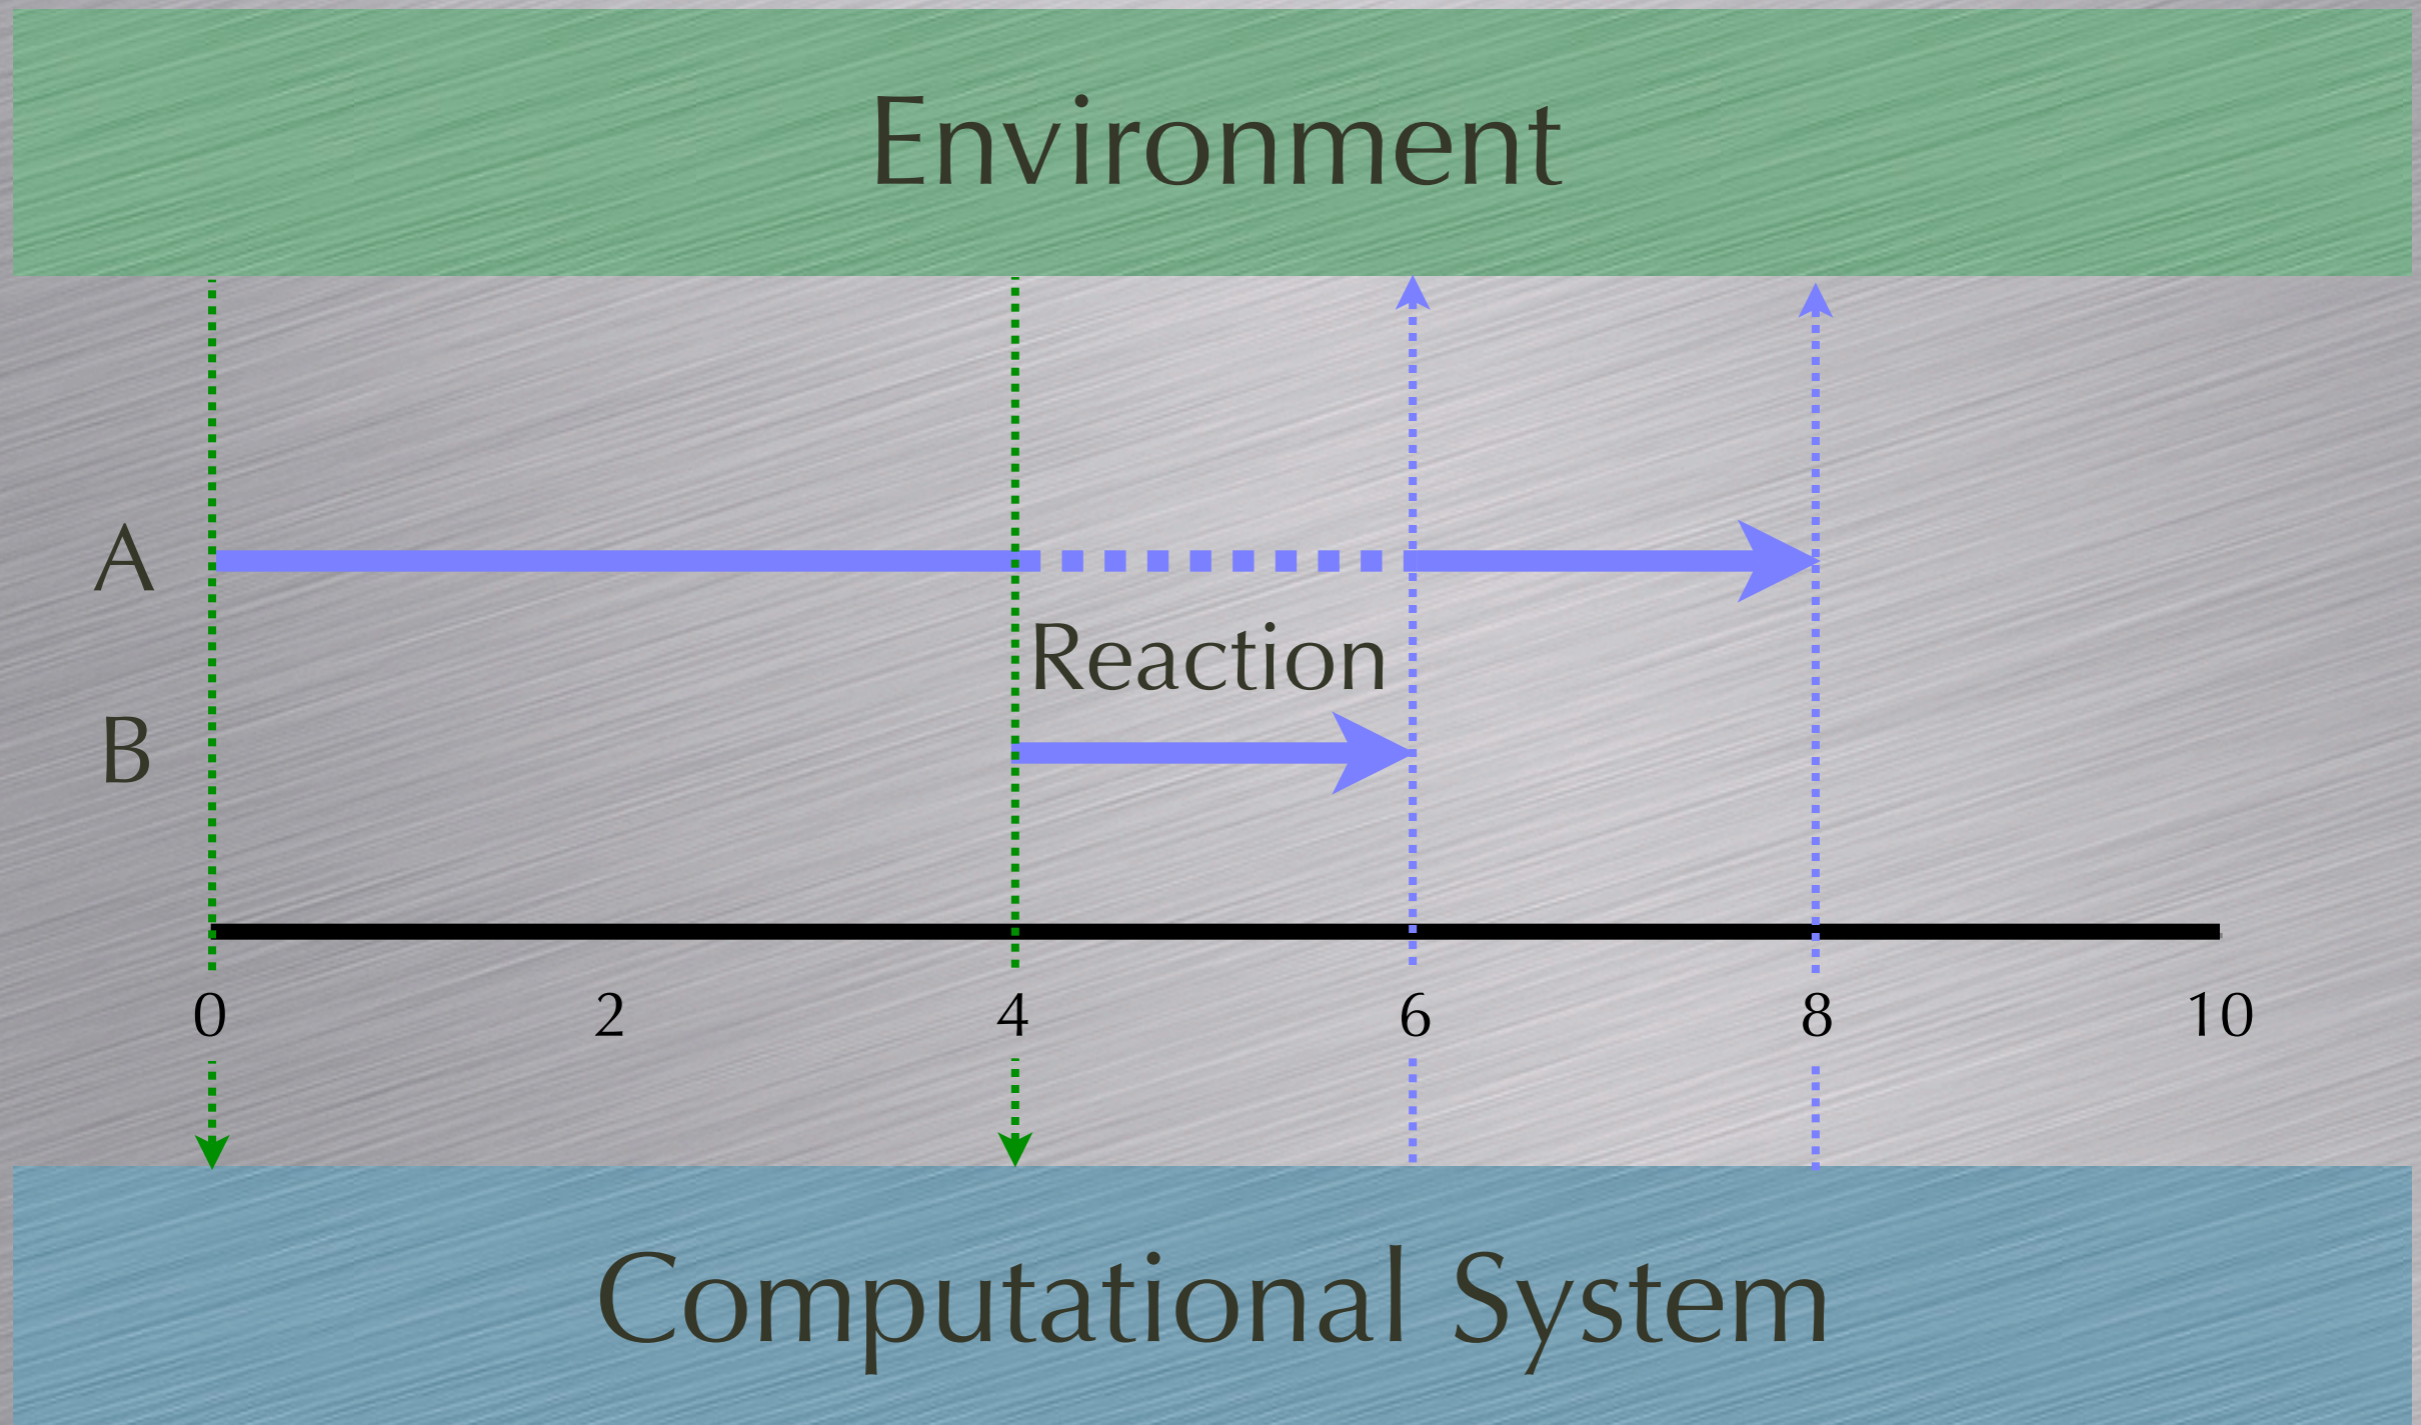 Environment
A
Reaction
B
0 2 4 6 8 10
Computational System